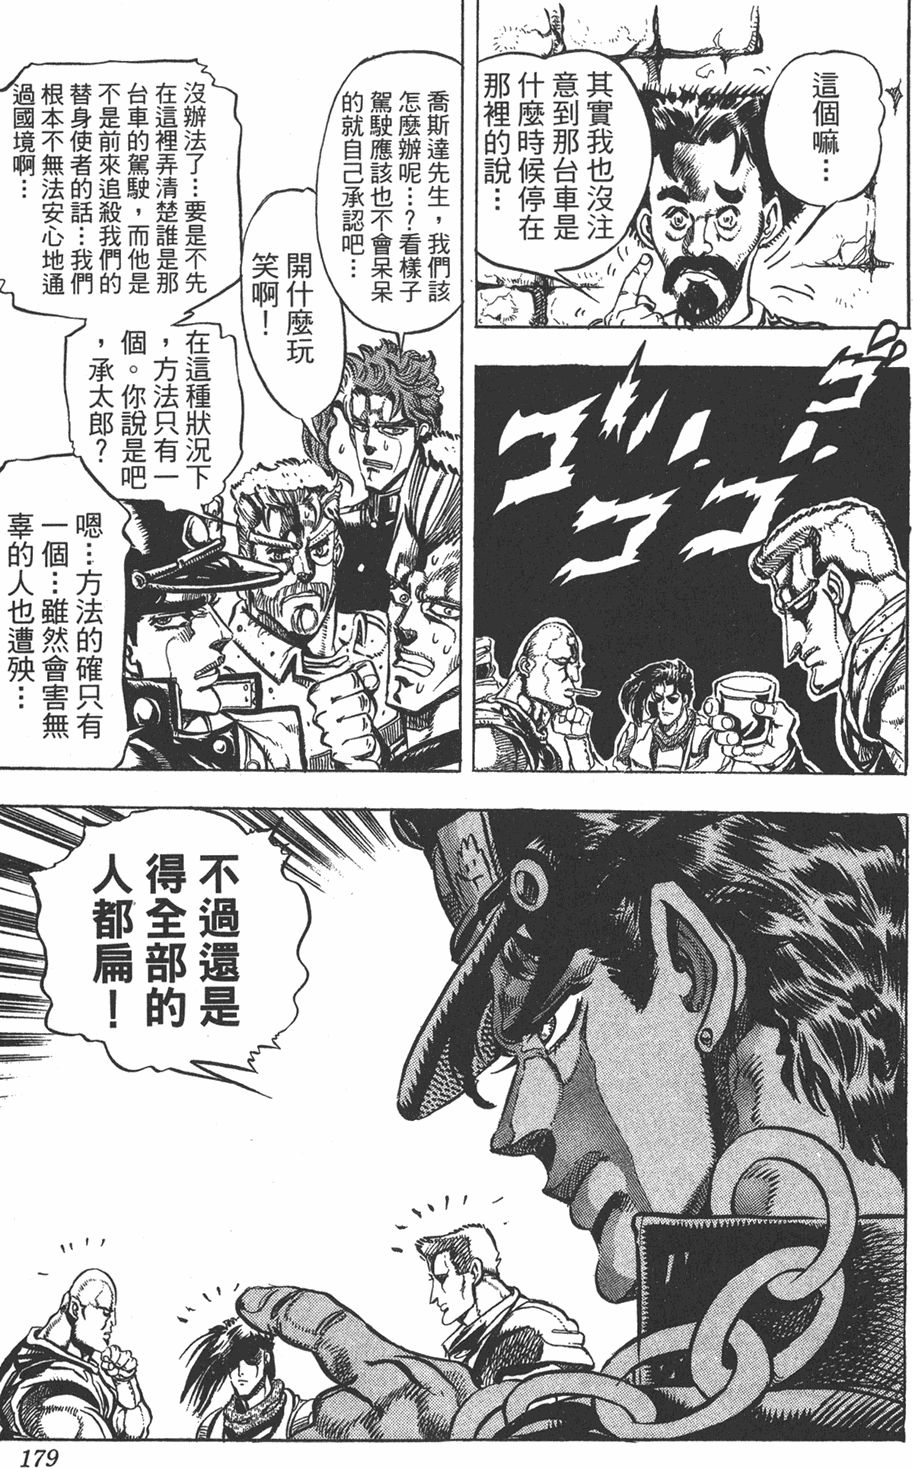 這個嘛…
其實我也沒注
意到那台車是
什麼時候停在
那裡的說…
ゴゴゴゴ
喬斯達先生，我們該
怎麼辦呢…？看樣子
駕駛應該也不會呆呆
的就自己承認吧…
開什麼玩
笑啊！
沒辦法了…要是不先
在這裡弄清楚誰是那
台車的駕駛，而他是
不是前來追殺我們的
替身使者的話…我們
根本不無法安心地通
過國境啊…
在這種狀況下
，方法只有一
個。你說是吧
，承太郎？
嗯…方法的確只有
一個…雖然會害無
辜的人也遭殃…
不過還是
得全部的
人都扁！
179